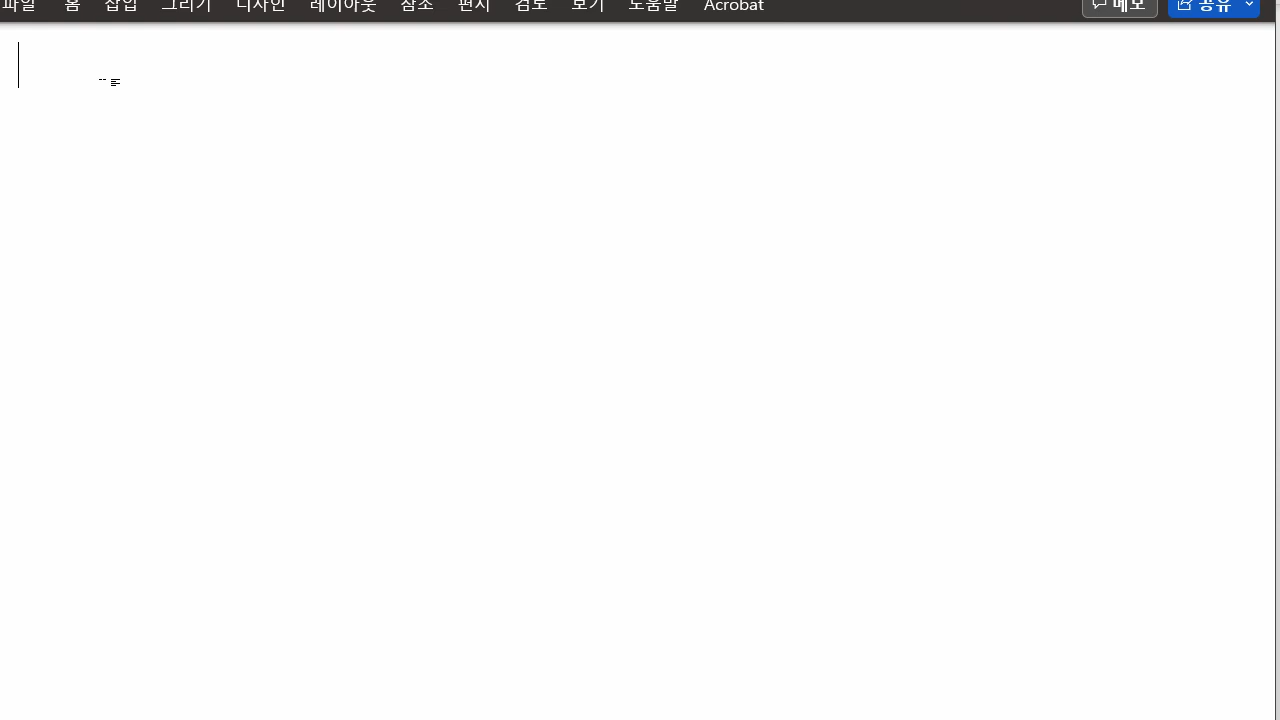 파일 홈 삽입 그리기 디자인 레이아웃 참조 편지 검토 보기 도움말 Acrobat 메모 공유